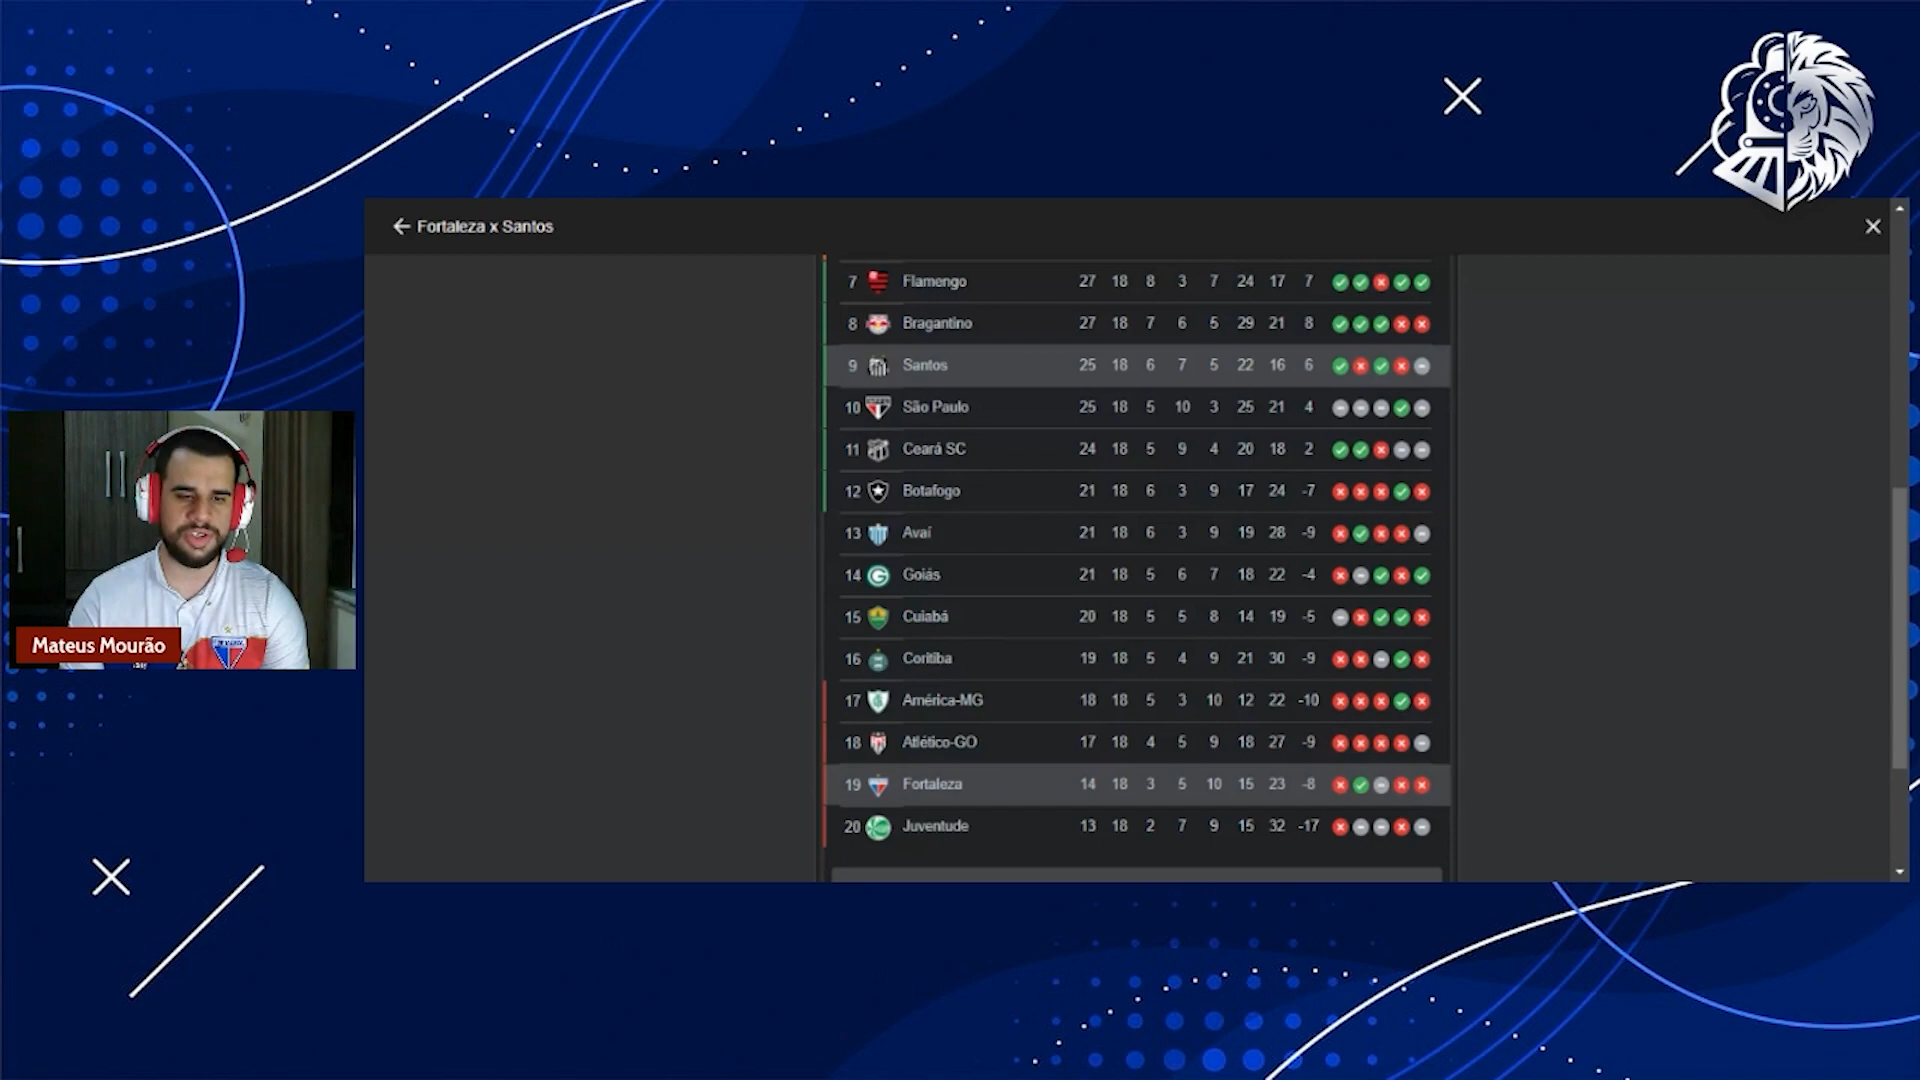 Fortaleza x Santos
7 Flamengo 27 18 8 3 7 24 17 7
8 Bragantino 27 18 7 6 5 29 21 8
9 Santos 25 18 6 7 5 22 16 6
10 São Paulo 25 18 5 10 3 25 21 4
11 Ceará SC 24 18 5 9 4 20 18 2
12 Botafogo 21 18 6 3 9 17 24 -7
13 Avaí 21 18 6 3 9 19 28 -9
14 Goiás 21 18 5 6 7 18 22 -4
15 Cuiabá 20 18 5 5 8 14 19 -5
16 Coritiba 19 18 5 4 9 21 30 -9
17 América-MG 18 18 5 3 10 12 22 -10
18 Atlético-GO 17 18 4 5 9 18 27 -9
19 Fortaleza 14 18 3 5 10 15 23 -8
20 Juventude 13 18 2 7 9 15 32 -17
Mateus Mourão